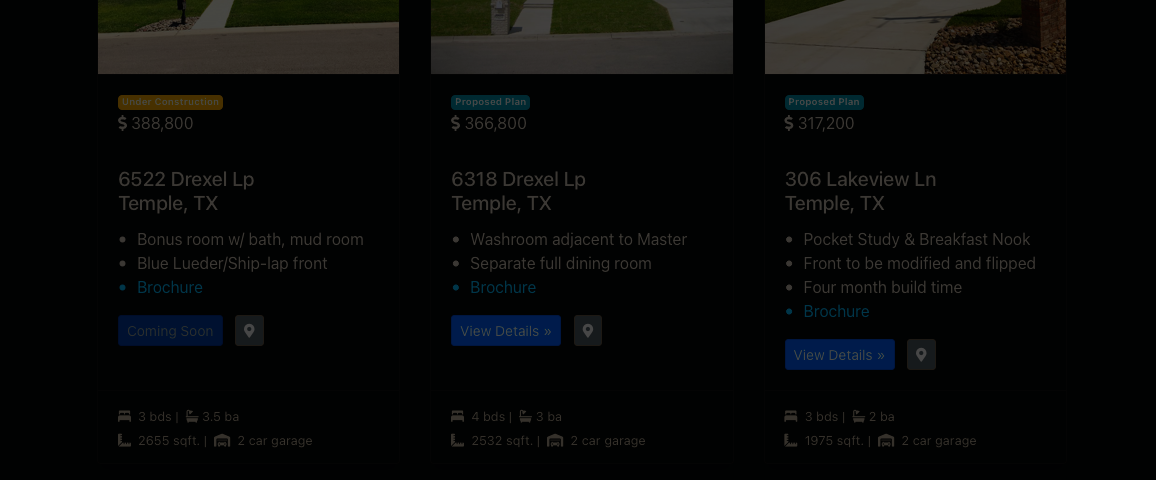 Under Construction
$ 388,800
6522 Drexel Lp
Temple, TX
• Bonus room w/ bath, mud room
• Blue Lueder/Ship-lap front
• Brochure
Coming Soon
3 bds | 3.5 ba
2655 sqft. | 2 car garage
Proposed Plan
$ 366,800
6318 Drexel Lp
Temple, TX
• Washroom adjacent to Master
• Separate full dining room
• Brochure
View Details »
4 bds | 3 ba
2532 sqft. | 2 car garage
Proposed Plan
$ 317,200
306 Lakeview Ln
Temple, TX
• Pocket Study & Breakfast Nook
• Front to be modified and flipped
• Four month build time
• Brochure
View Details »
3 bds | 2 ba
1975 sqft. | 2 car garage